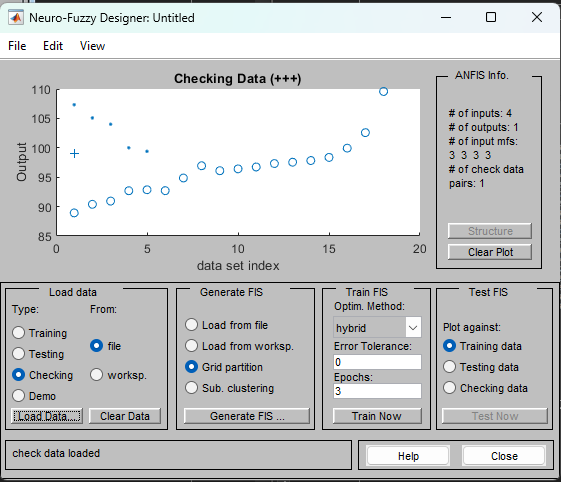 Neuro-Fuzzy Designer: Untitled
File Edit View
Checking Data (+++)
110
105
100
95
90
85
Output
0 5 10 15 20
data set index
ANFIS Info.
# of inputs: 4
# of outputs: 1
# of input mfs:
3 3 3 3
# of check data
pairs: 1
Structure
Clear Plot
Load data
Type: From:
Training
Testing
Checking
Demo
file
worksp.
Load Data... Clear Data
Generate FIS
Load from file
Load from worksp.
Grid partition
Sub. clustering
Generate FIS ...
Train FIS
Optim. Method:
hybrid
Error Tolerance:
0
Epochs:
3
Train Now
Test FIS
Plot against:
Training data
Testing data
Checking data
Test Now
check data loaded
Help Close